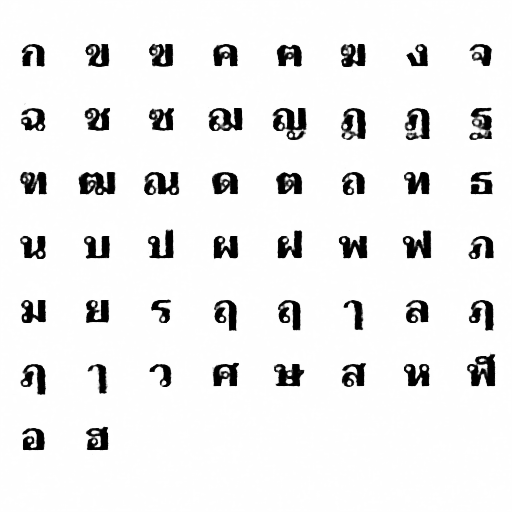 ก ข ฃ ค ฅ ฆ ง จ
ฉ ช ซ ฌ ญ ฎ ฏ ฐ
ฑ ฒ ณ ด ต ถ ท ธ
น บ ป ผ ฝ พ ฟ ภ
ม ย ร ฤ ฤ ๅ ล ฦ
ฦ ๅ ว ศ ษ ส ห ฬ
อ ฮ